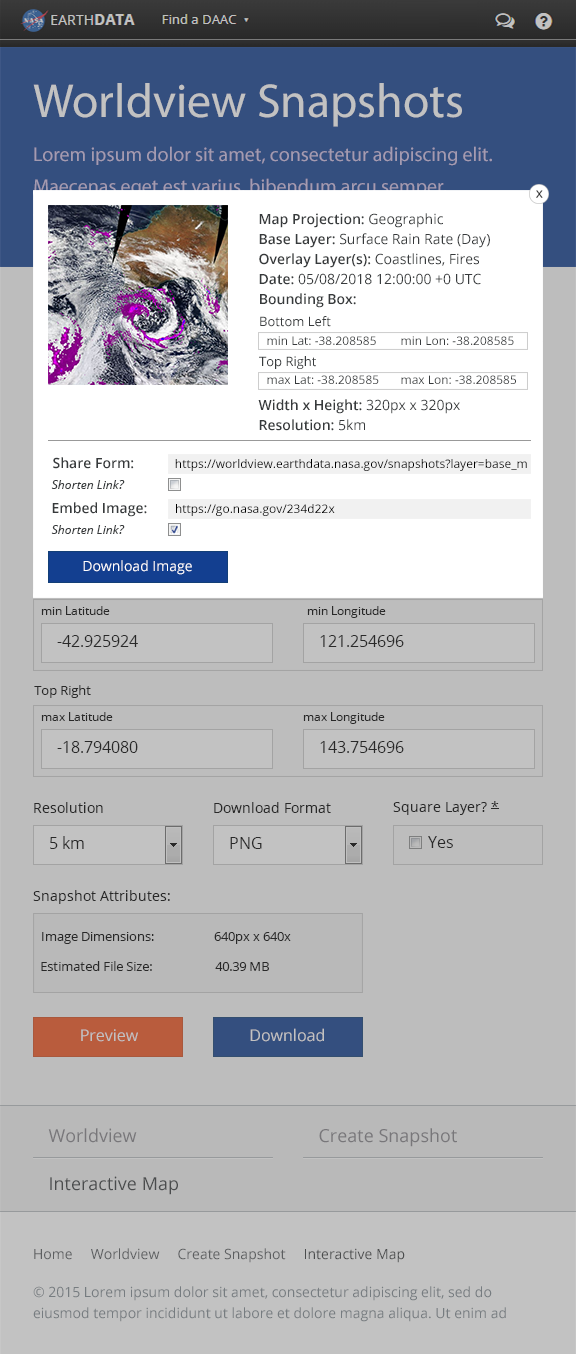 NASA EARTHDATA Find a DAAC ▾ ?
Worldview Snapshots
Lorem ipsum dolor sit amet, consectetur adipiscing elit.
Maecenas eget est varius, bibendum arcu semper
x
Map Projection: Geographic
Base Layer: Surface Rain Rate (Day)
Overlay Layer(s): Coastlines, Fires
Date: 05/08/2018 12:00:00 +0 UTC
Bounding Box:
Bottom Left
min Lat: -38.208585 min Lon: -38.208585
Top Right
max Lat: -38.208585 max Lon: -38.208585
Width x Height: 320px x 320px
Resolution: 5km
Share Form: https://worldview.earthdata.nasa.gov/snapshots?layer=base_m
Shorten Link?
Embed Image: https://go.nasa.gov/234d22x
Shorten Link?
Download Image
min Latitude min Longitude
-42.925924 121.254696
Top Right
max Latitude max Longitude
-18.794080 143.754696
Resolution Download Format Square Layer? *
5 km PNG Yes
Snapshot Attributes:
Image Dimensions: 640px x 640x
Estimated File Size: 40.39 MB
Preview Download
Worldview Create Snapshot
Interactive Map
Home Worldview Create Snapshot Interactive Map
© 2015 Lorem ipsum dolor sit amet, consectetur adipiscing elit, sed do
eiusmod tempor incididunt ut labore et dolore magna aliqua. Ut enim ad